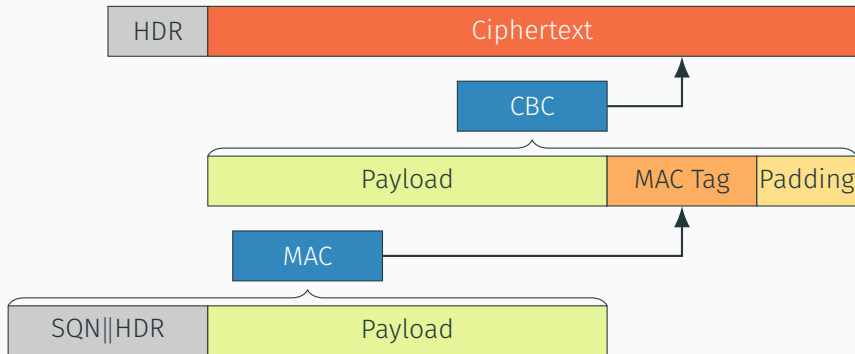 HDR Ciphertext
CBC
Payload MAC Tag Padding
MAC
SQN||HDR Payload